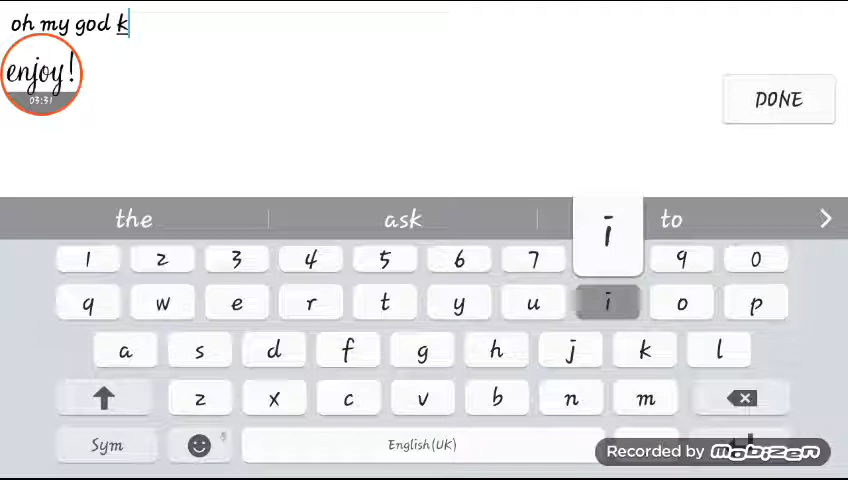 oh my god k
enjoy!
03:31
DONE
the ask to
i
1 2 3 4 5 6 7 9 0
q w e r t y u i o p
a s d f g h j k l
z x c v b n m
Sym English(UK)
Recorded by mobizen